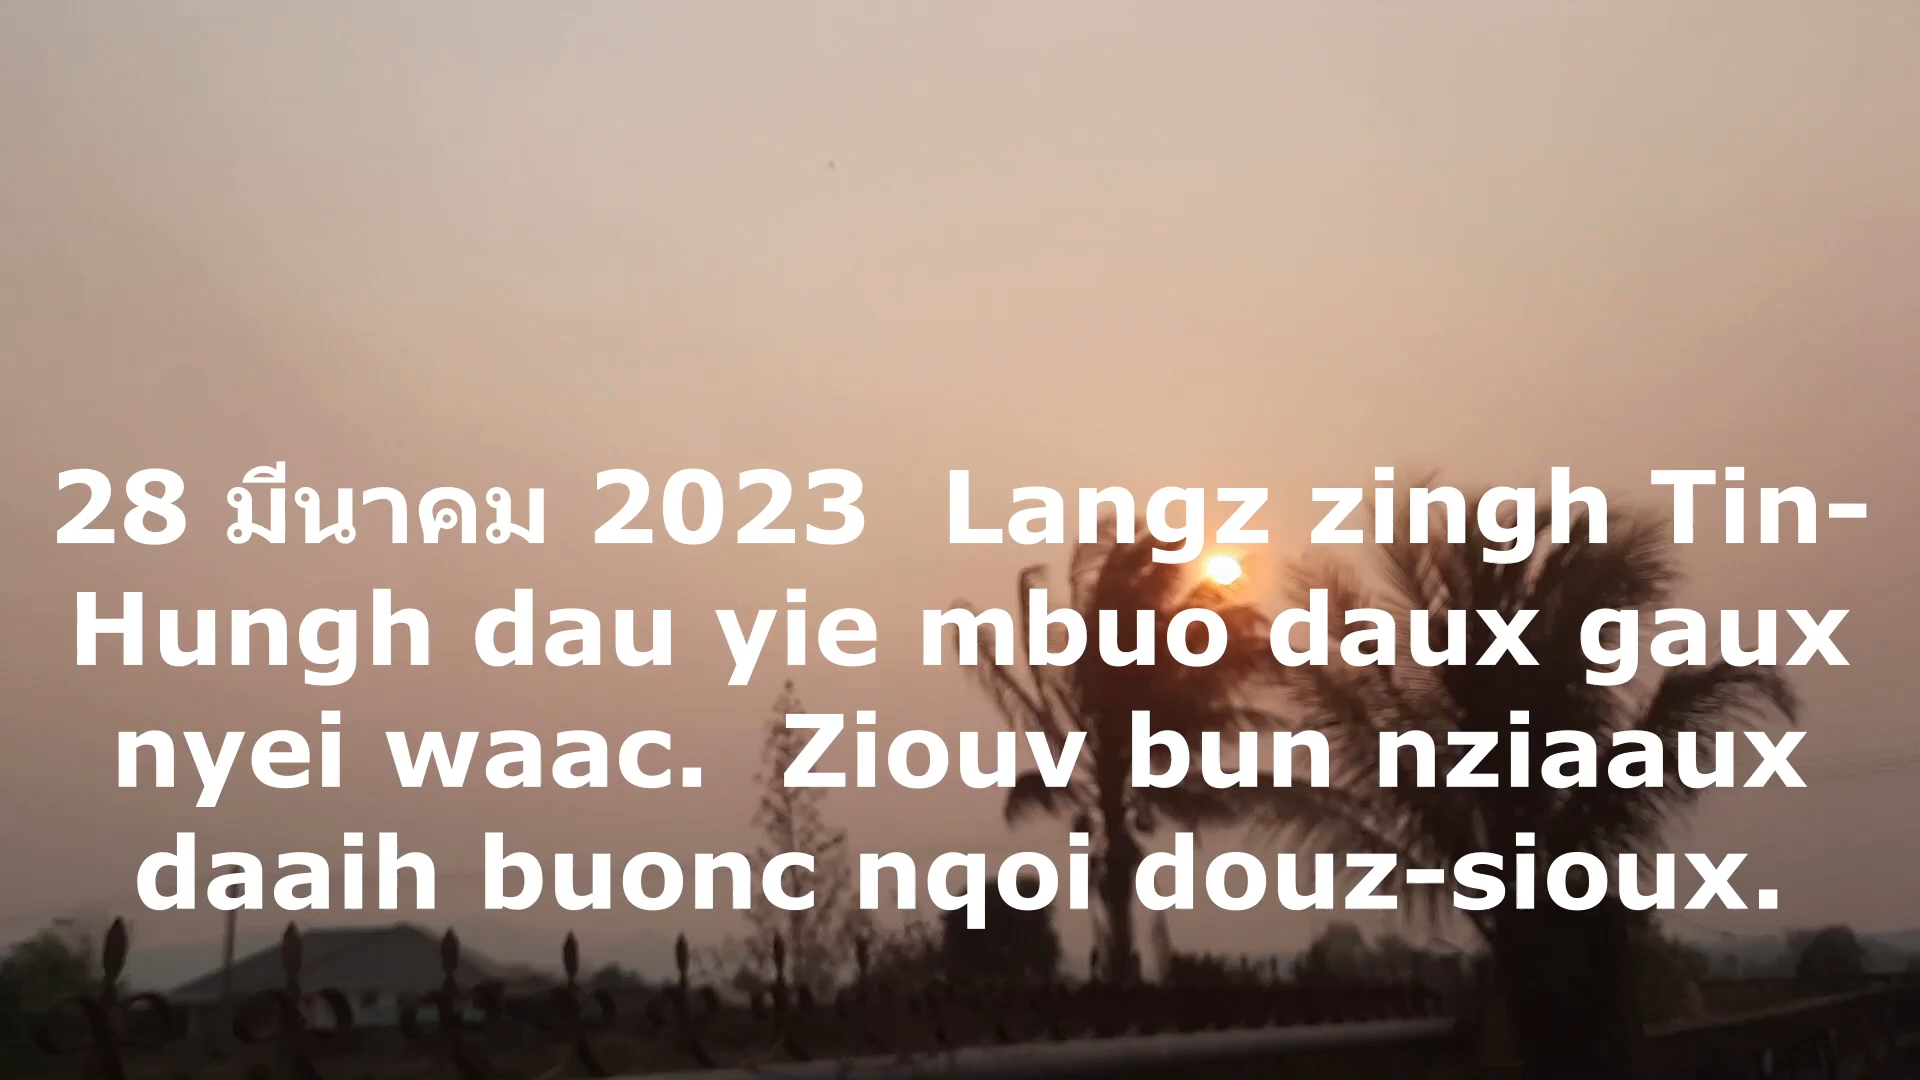 28 มีนาคม 2023  Langz zingh Tin-
Hungh dau yie mbuo daux gaux
nyei waac.  Ziouv bun nziaaux
daaih buonc nqoi douz-sioux.